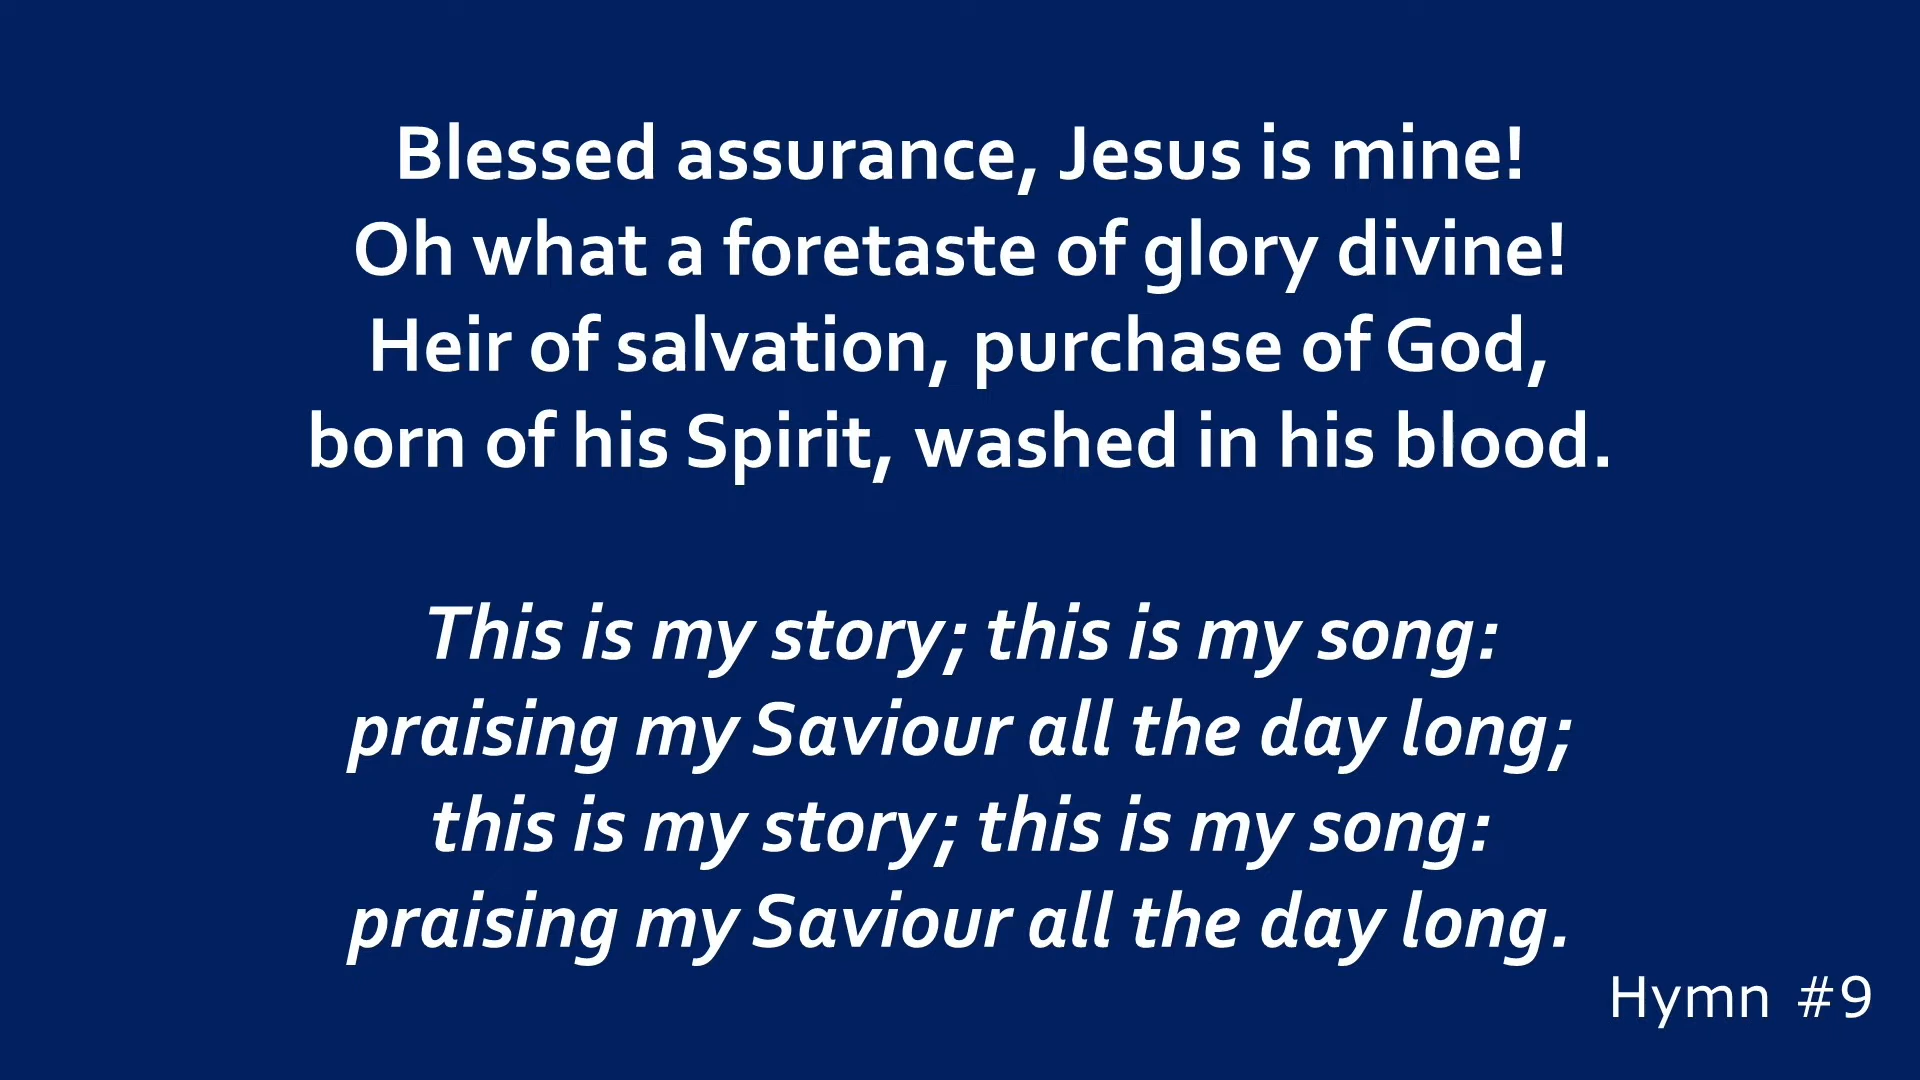 Blessed assurance, Jesus is mine!
Oh what a foretaste of glory divine!
Heir of salvation, purchase of God,
born of his Spirit, washed in his blood.
This is my story; this is my song:
praising my Saviour all the day long;
this is my story; this is my song:
praising my Saviour all the day long.
Hymn #9